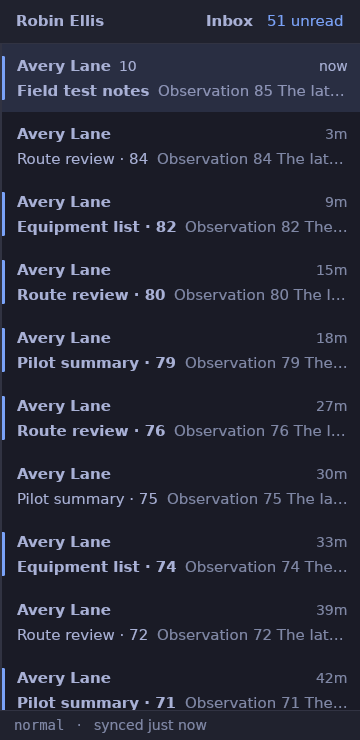 Robin Ellis Inbox 51 unread
Avery Lane 10 now
Field test notes Observation 85 The lat…
Avery Lane 3m
Route review · 84 Observation 84 The lat…
Avery Lane 9m
Equipment list · 82 Observation 82 The…
Avery Lane 15m
Route review · 80 Observation 80 The l…
Avery Lane 18m
Pilot summary · 79 Observation 79 The…
Avery Lane 27m
Route review · 76 Observation 76 The l…
Avery Lane 30m
Pilot summary · 75 Observation 75 The la…
Avery Lane 33m
Equipment list · 74 Observation 74 The…
Avery Lane 39m
Route review · 72 Observation 72 The lat…
Avery Lane 42m
Pilot summary · 71 Observation 71 The…
normal · synced just now